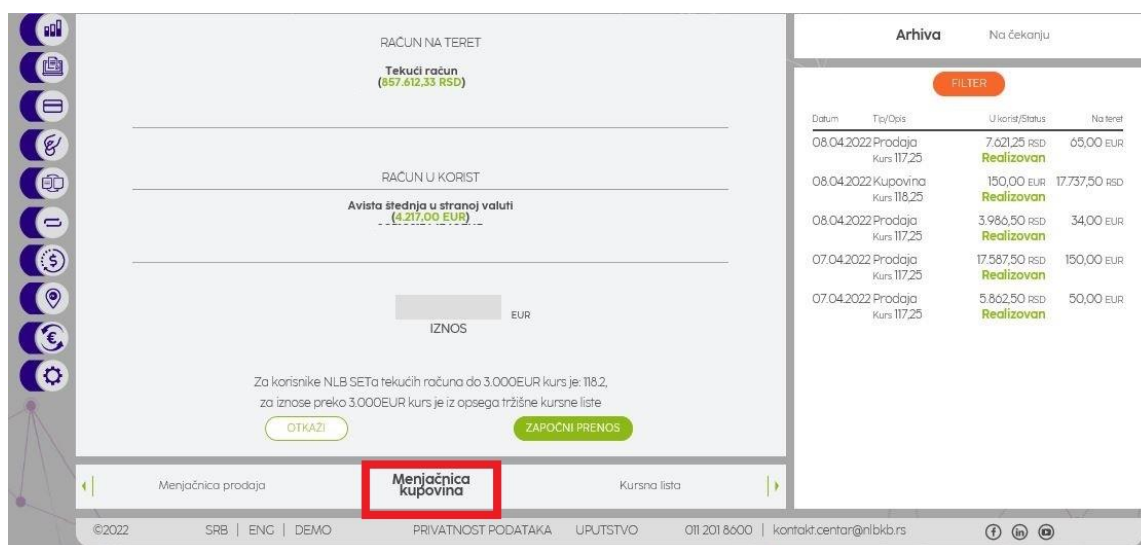 RAČUN NA TERET
Tekući račun
(857.612,33 RSD)
RAČUN U KORIST
Avista štednja u stranoj valuti
(4.217,00 EUR)
EUR
IZNOS
Za korisnike NLB SETa tekućih računa do 3.000EUR kurs je: 118.2,
za iznose preko 3.000EUR kurs je iz opsega tržišne kursne liste
OTKAŽI
ZAPOČNI PRENOS
Menjačnica prodaja
Menjačnica
kupovina
Kursna lista
Arhiva Na čekanju
FILTER
Datum Tip/Opis U korist/Status Na teret
08.04.2022 Prodaja 7.621,25 RSD 65,00 EUR
Kurs 117,25 Realizovan
08.04.2022 Kupovina 150,00 EUR 17.737,50 RSD
Kurs 118,25 Realizovan
08.04.2022 Prodaja 3.986,50 RSD 34,00 EUR
Kurs 117,25 Realizovan
07.04.2022 Prodaja 17.587,50 RSD 150,00 EUR
Kurs 117,25 Realizovan
07.04.2022 Prodaja 5.862,50 RSD 50,00 EUR
Kurs 117,25 Realizovan
©2022 SRB | ENG | DEMO PRIVATNOST PODATAKA UPUTSTVO 011 201 8600 | kontakt.centar@nlbkb.rs